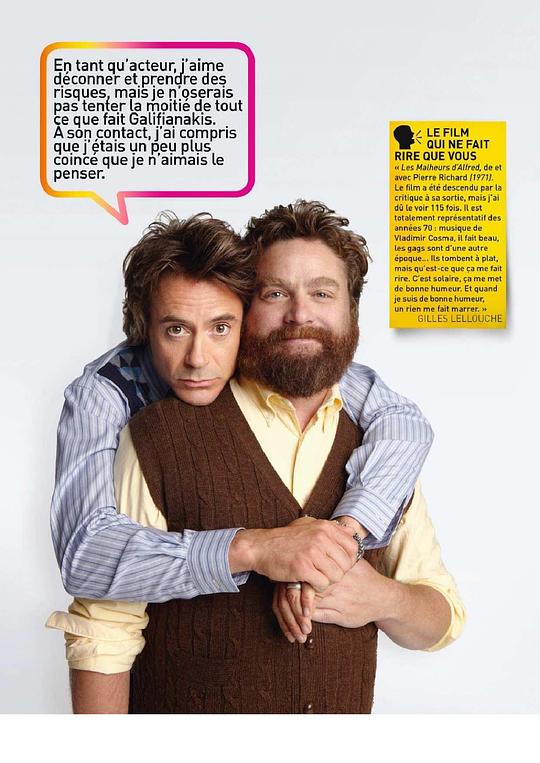 En tant qu'acteur, j'aime
déconner et prendre des
risques, mais je n'oserais
pas tenter la moitié de tout
ce que fait Galifianakis.
À son contact, j'ai compris
que j'étais un peu plus
coincé que je n'aimais le
penser.
LE FILM
QUI NE FAIT
RIRE QUE VOUS
« Les Malheurs d'Alfred, de et
avec Pierre Richard (1971).
Le film a été descendu par la
critique à sa sortie, mais j'ai
dû le voir 115 fois. Il est
totalement représentatif des
années 70 : musique de
Vladimir Cosma, il fait beau,
les gags sont d'une autre
époque... Ils tombent à plat,
mais qu'est-ce que ça me fait
rire. C'est solaire, ça me met
de bonne humeur. Et quand
je suis de bonne humeur,
un rien me fait marrer. »
GILLES LELLOUCHE